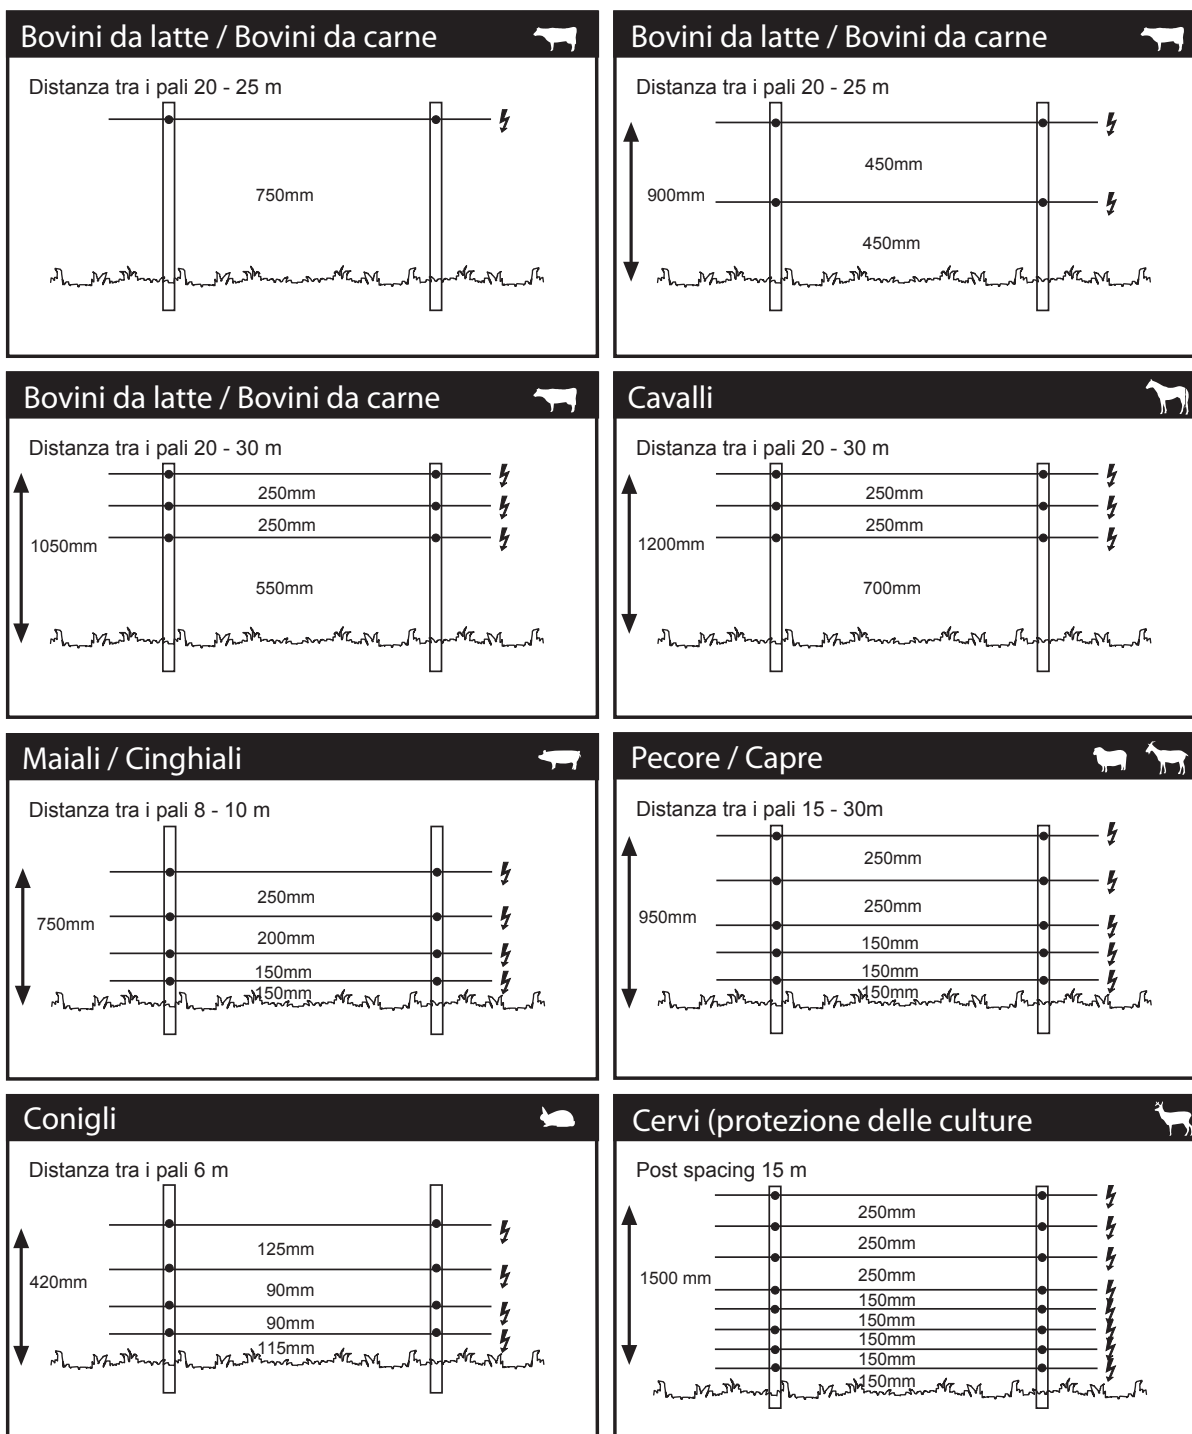 Bovini da latte / Bovini da carne
Distanza tra i pali 20 - 25 m
750mm
Bovini da latte / Bovini da carne
Distanza tra i pali 20 - 25 m
450mm
900mm
450mm
Bovini da latte / Bovini da carne
Distanza tra i pali 20 - 30 m
250mm
250mm
1050mm
550mm
Cavalli
Distanza tra i pali 20 - 30 m
250mm
250mm
1200mm
700mm
Maiali / Cinghiali
Distanza tra i pali 8 - 10 m
250mm
750mm
200mm
150mm
150mm
Pecore / Capre
Distanza tra i pali 15 - 30m
250mm
250mm
950mm
150mm
150mm
150mm
Conigli
Distanza tra i pali 6 m
125mm
420mm
90mm
90mm
115mm
Cervi (protezione delle culture
Post spacing 15 m
250mm
250mm
250mm
1500 mm
150mm
150mm
150mm
150mm
150mm